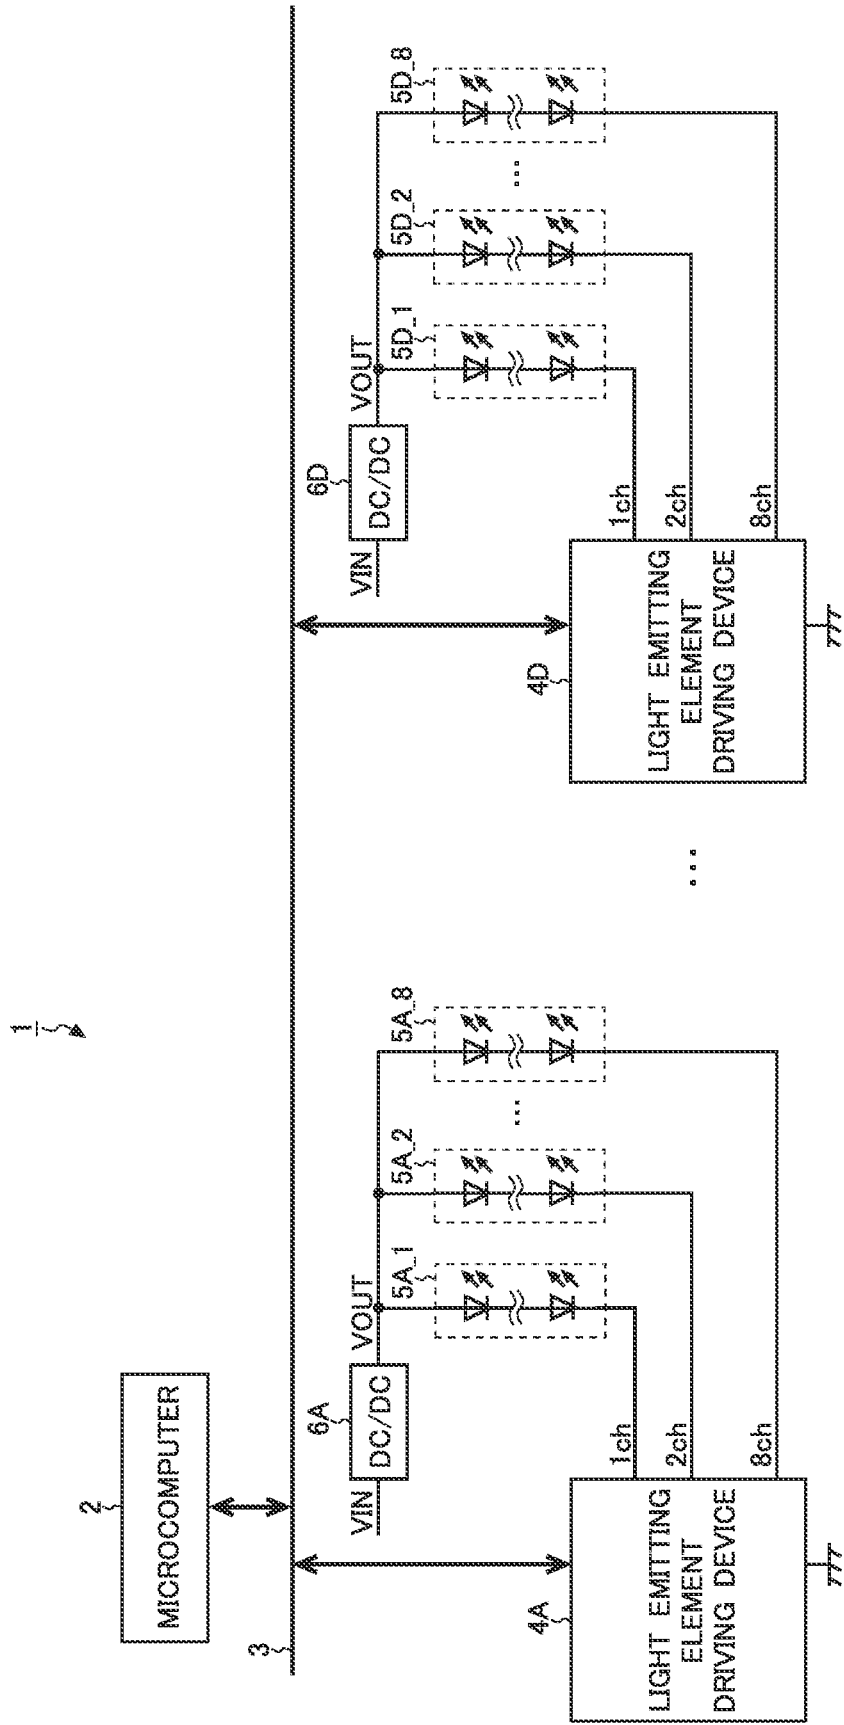 1
2
MICROCOMPUTER
3
6A
VIN
DC/DC
VOUT
5A_1
5A_2
5A_8
...
4A
LIGHT EMITTING
ELEMENT
DRIVING DEVICE
1ch
2ch
8ch
...
6D
VIN
DC/DC
VOUT
5D_1
5D_2
5D_8
...
4D
LIGHT EMITTING
ELEMENT
DRIVING DEVICE
1ch
2ch
8ch